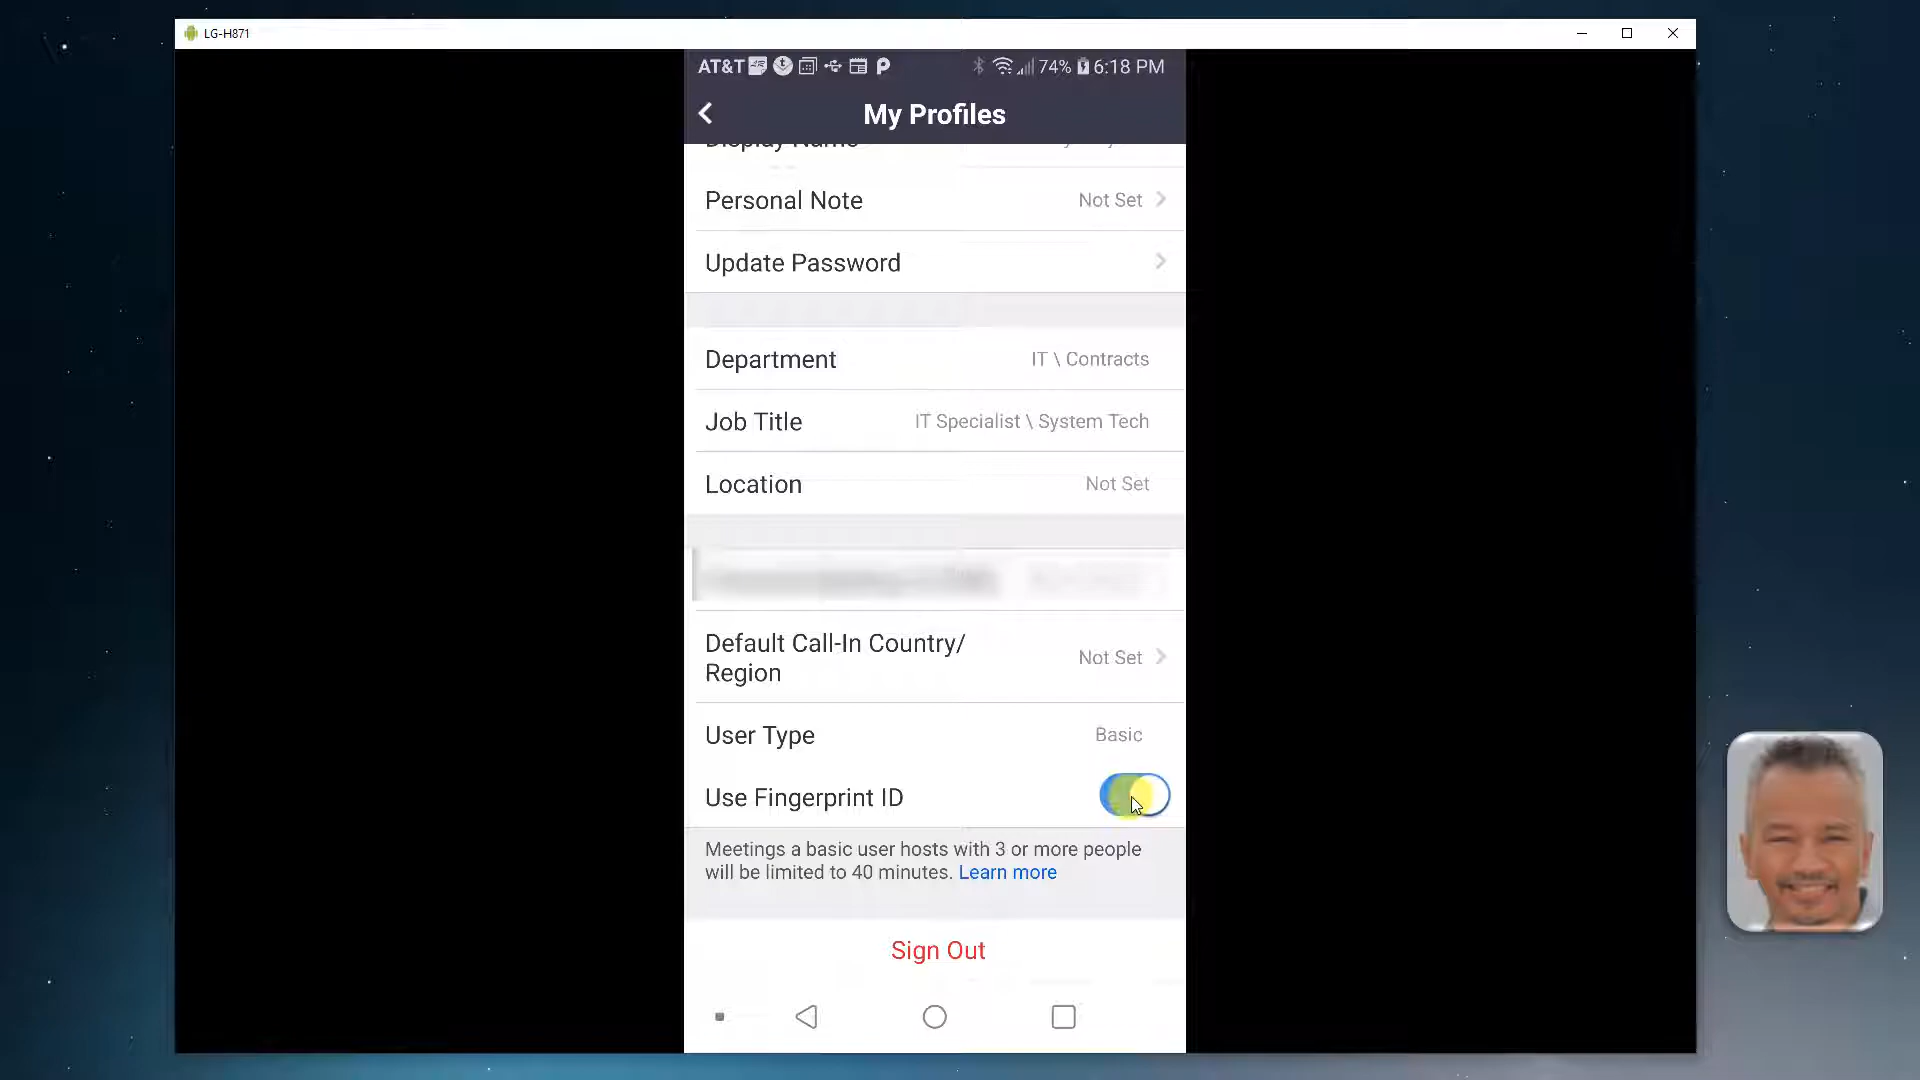 LG-H871
AT&T 74% 6:18 PM
My Profiles
Display Name
Personal Note Not Set
Update Password
Department IT \ Contracts
Job Title IT Specialist \ System Tech
Location Not Set
Default Call-In Country/
Region Not Set
User Type Basic
Use Fingerprint ID
Meetings a basic user hosts with 3 or more people
will be limited to 40 minutes. Learn more
Sign Out